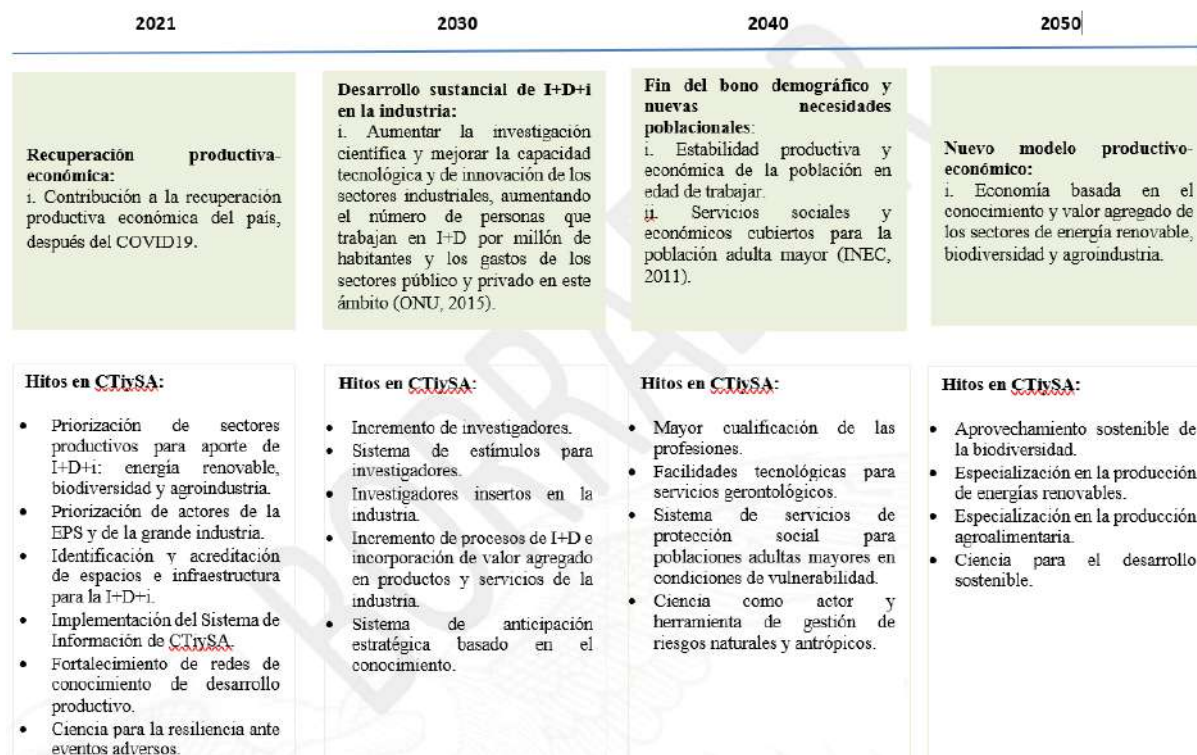 2021
2030
2040
2050
Recuperación productiva-
económica:
i. Contribución a la recuperación
productiva económica del país,
después del COVID19.
Desarrollo sustancial de I+D+i
en la industria:
i. Aumentar la investigación
científica y mejorar la capacidad
tecnológica y de innovación de los
sectores industriales, aumentando
el número de personas que
trabajan en I+D por millón de
habitantes y los gastos de los
sectores público y privado en este
ámbito (ONU, 2015).
Fin del bono demográfico y
nuevas necesidades
poblacionales:
i. Estabilidad productiva y
económica de la población en
edad de trabajar.
ii. Servicios sociales y
económicos cubiertos para la
población adulta mayor (INEC,
2011).
Nuevo modelo productivo-
económico:
i. Economía basada en el
conocimiento y valor agregado de
los sectores de energía renovable,
biodiversidad y agroindustria.
Hitos en CTiySA:
• Priorización de sectores
productivos para aporte de
I+D+i: energía renovable,
biodiversidad y agroindustria.
• Priorización de actores de la
EPS y de la grande industria.
• Identificación y acreditación
de espacios e infraestructura
para la I+D+i.
• Implementación del Sistema de
Información de CTiySA.
• Fortalecimiento de redes de
conocimiento de desarrollo
productivo.
• Ciencia para la resiliencia ante
eventos adversos.
Hitos en CTiySA:
• Incremento de investigadores.
• Sistema de estímulos para
investigadores.
• Investigadores insertos en la
industria.
• Incremento de procesos de I+D e
incorporación de valor agregado
en productos y servicios de la
industria.
• Sistema de anticipación
estratégica basado en el
conocimiento.
Hitos en CTiySA:
• Mayor cualificación de las
profesiones.
• Facilidades tecnológicas para
servicios gerontológicos.
• Sistema de servicios de
protección social para
poblaciones adultas mayores en
condiciones de vulnerabilidad.
• Ciencia como actor y
herramienta de gestión de
riesgos naturales y antrópicos.
Hitos en CTiySA:
• Aprovechamiento sostenible de
la biodiversidad.
• Especialización en la producción
de energías renovables.
• Especialización en la producción
agroalimentaria.
• Ciencia para el desarrollo
sostenible.
BORRADOR